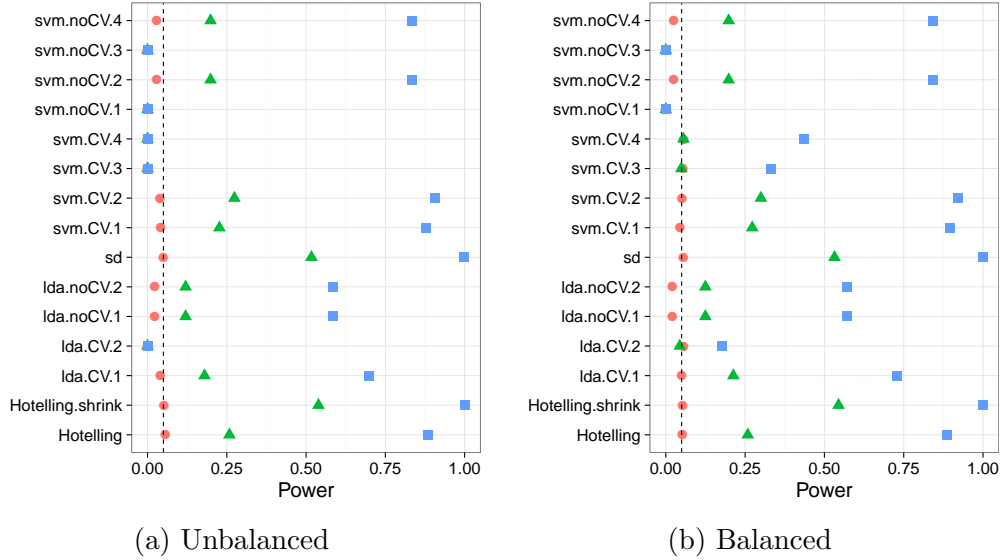 svm.noCV.4
svm.noCV.3
svm.noCV.2
svm.noCV.1
svm.CV.4
svm.CV.3
svm.CV.2
svm.CV.1
sd
lda.noCV.2
lda.noCV.1
lda.CV.2
lda.CV.1
Hotelling.shrink
Hotelling
0.00 0.25 0.50 0.75 1.00
Power
(a) Unbalanced
svm.noCV.4
svm.noCV.3
svm.noCV.2
svm.noCV.1
svm.CV.4
svm.CV.3
svm.CV.2
svm.CV.1
sd
lda.noCV.2
lda.noCV.1
lda.CV.2
lda.CV.1
Hotelling.shrink
Hotelling
0.00 0.25 0.50 0.75 1.00
Power
(b) Balanced